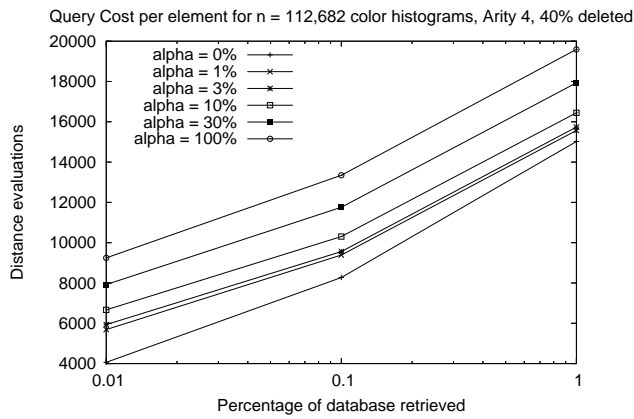 Query Cost per element for n = 112,682 color histograms, Arity 4, 40% deleted
20000
18000
16000
14000
12000
10000
8000
6000
4000
Distance evaluations
alpha = 0%
alpha = 1%
alpha = 3%
alpha = 10%
alpha = 30%
alpha = 100%
0.01
0.1
1
Percentage of database retrieved